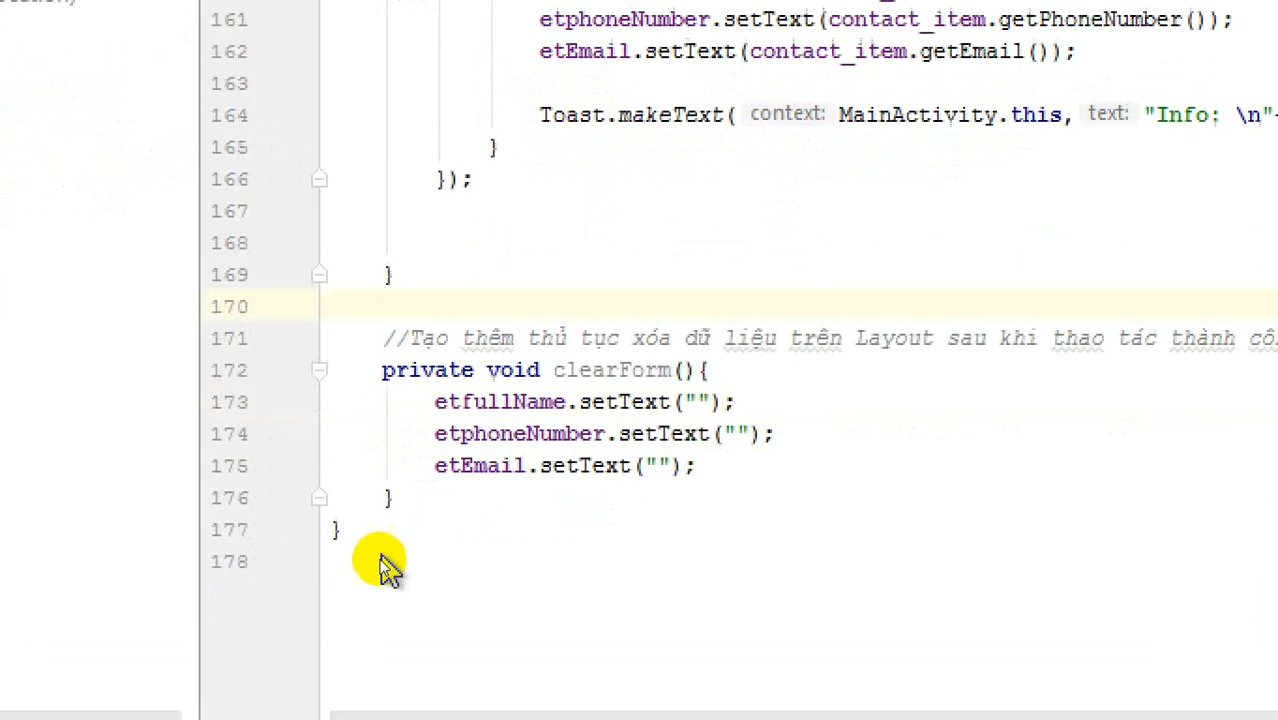 161 etphoneNumber.setText(contact_item.getPhoneNumber());
162 etEmail.setText(contact_item.getEmail());
163
164 Toast.makeText( context: MainActivity.this, text: "Info: \n"
165 }
166 });
167
168
169 }
170
171 //Tạo thêm thủ tục xóa dữ liệu trên Layout sau khi thao tác thành
172 private void clearForm(){
173 etfullName.setText("");
174 etphoneNumber.setText("");
175 etEmail.setText("");
176 }
177 }
178